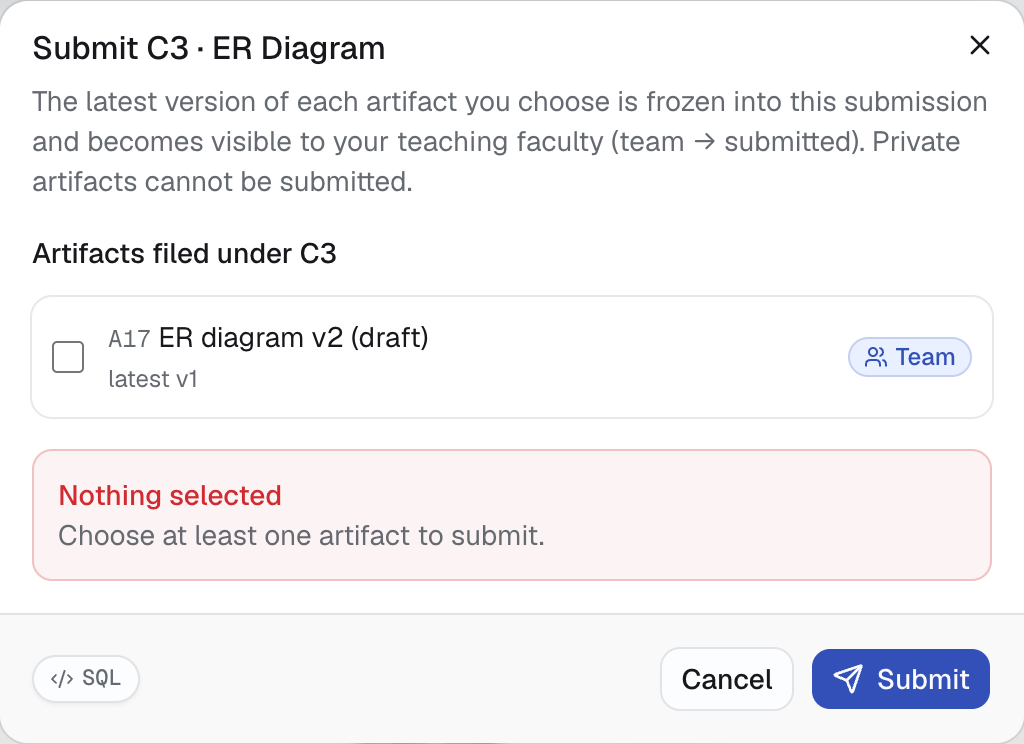 Submit C3 · ER Diagram
The latest version of each artifact you choose is frozen into this submission
and becomes visible to your teaching faculty (team → submitted). Private
artifacts cannot be submitted.
Artifacts filed under C3
A17 ER diagram v2 (draft)
latest v1
Team
Nothing selected
Choose at least one artifact to submit.
</> SQL
Cancel
Submit